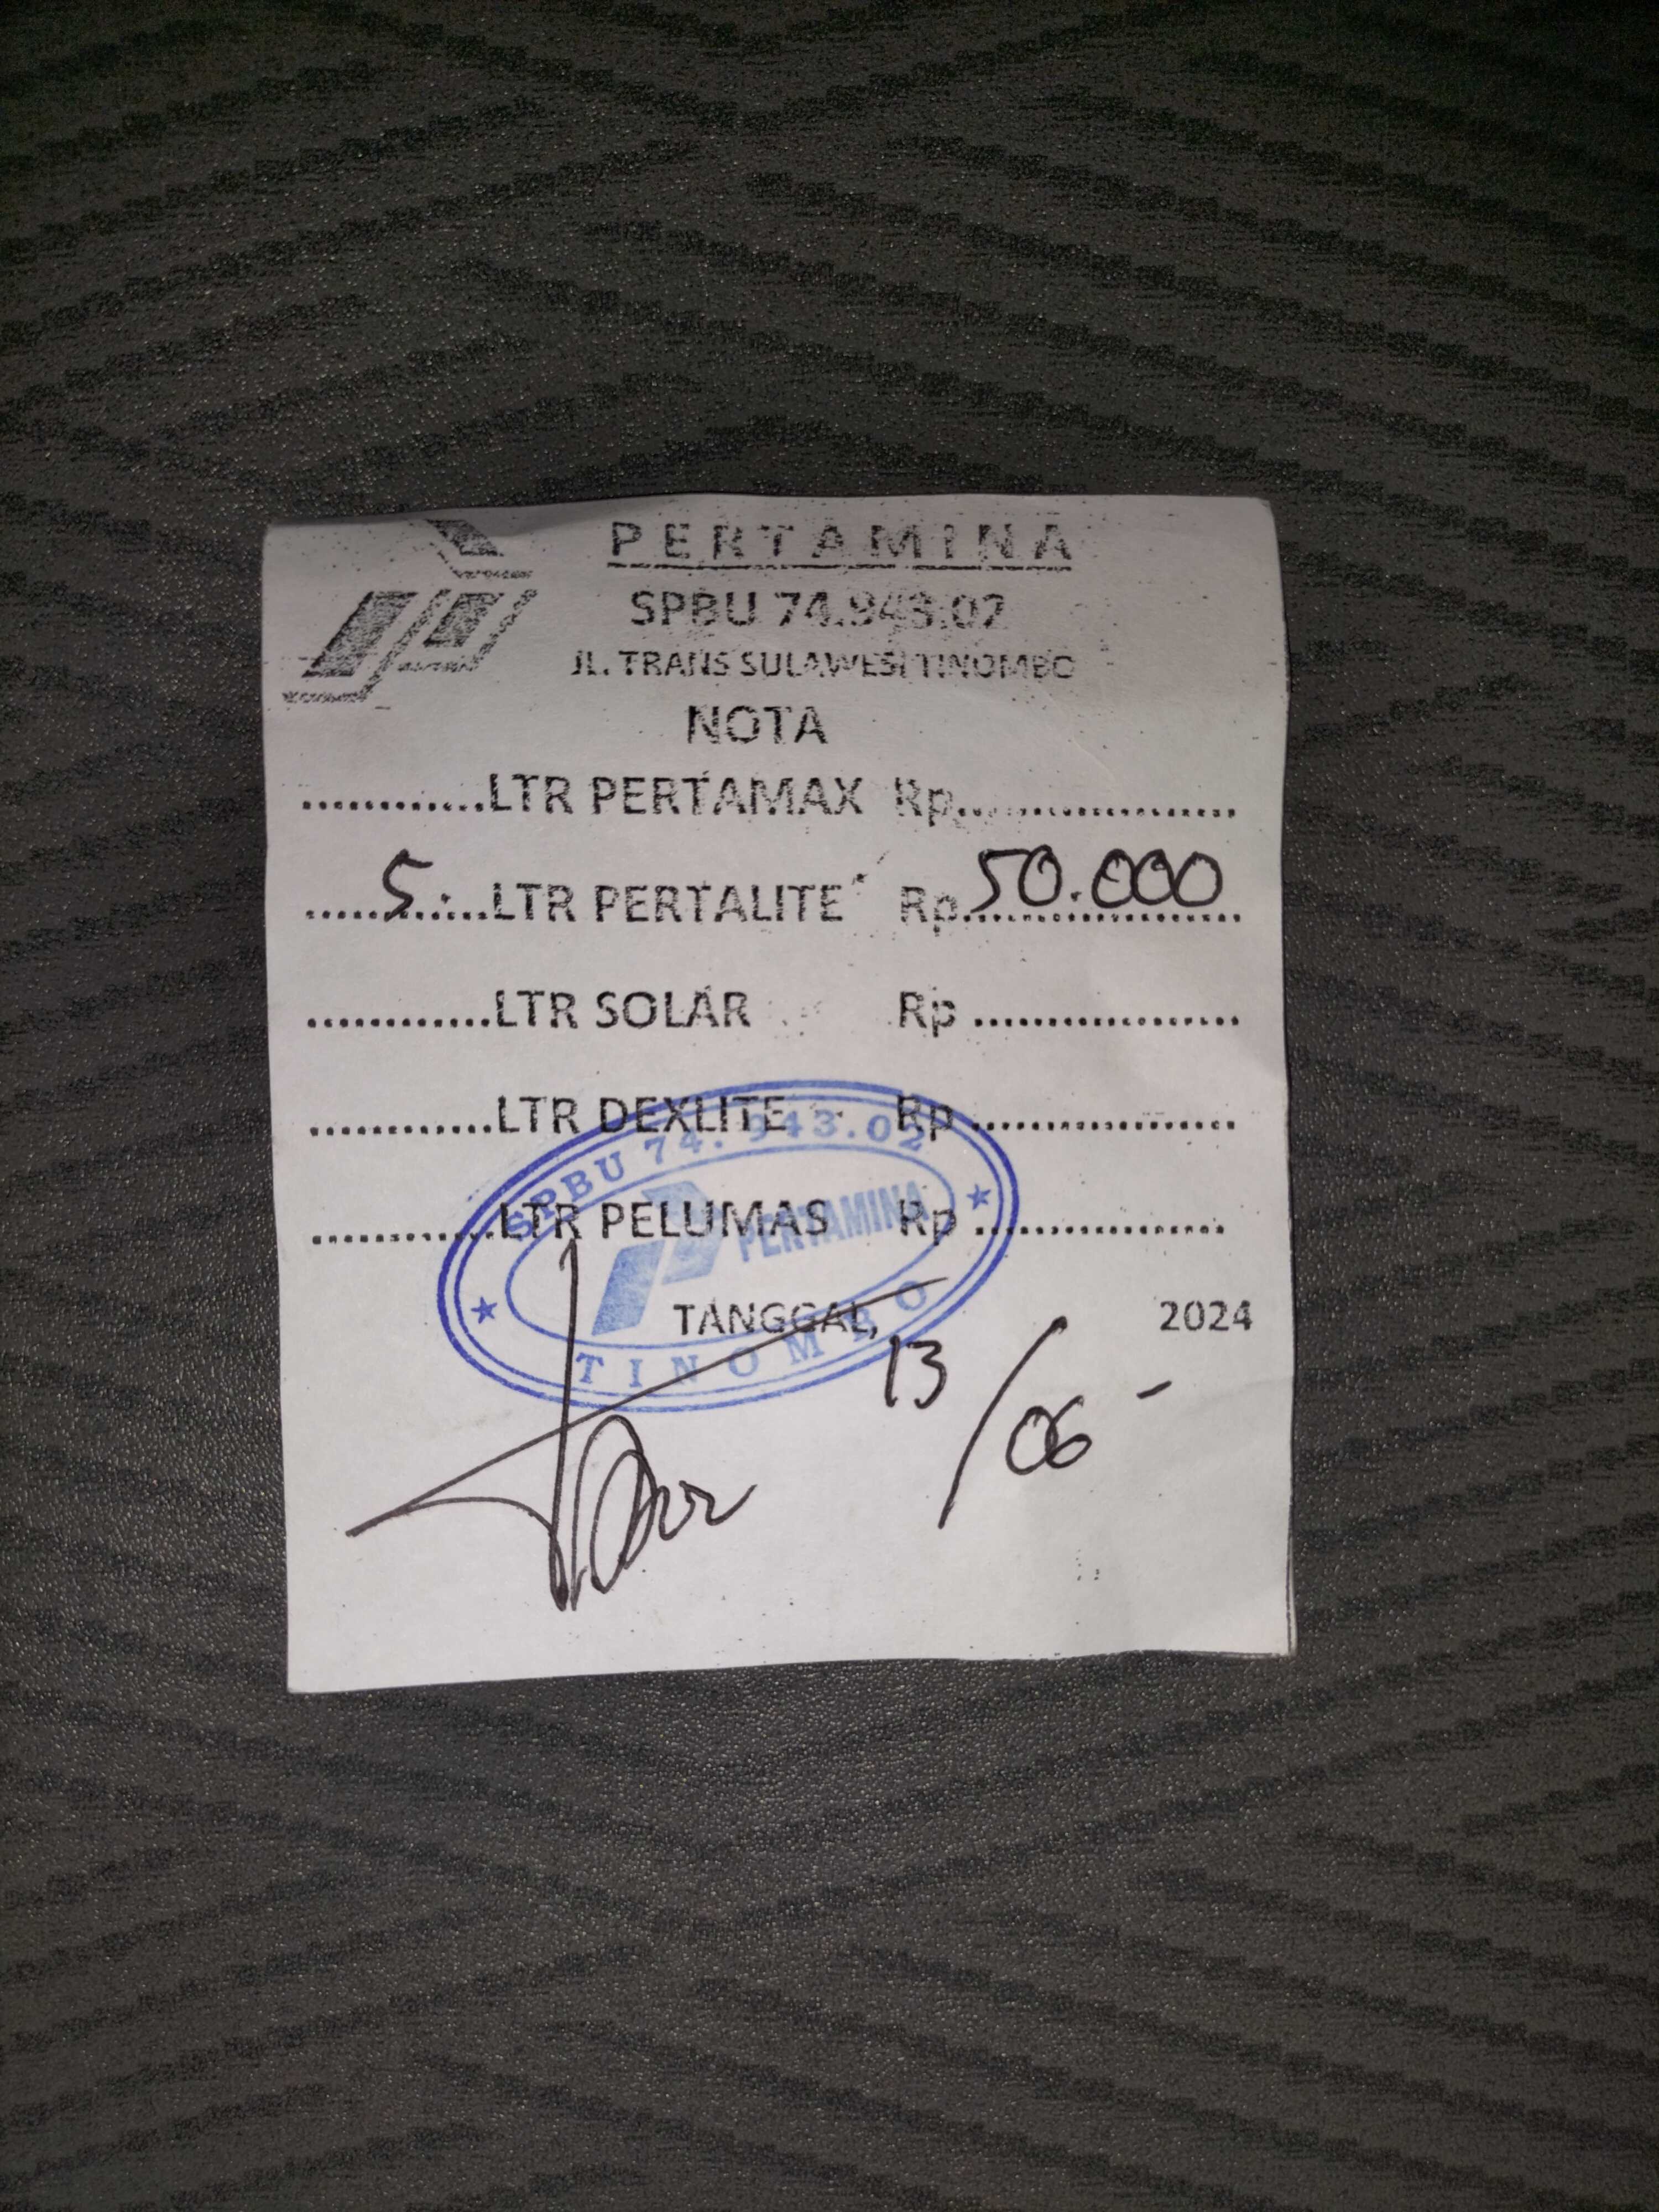 PERTAMINA
SPBU 74.943.02
JL. TRANS SULAWESI TINOMBO
NOTA
............LTR PERTAMAX Rp....................
5 ............LTR PERTALITE Rp 50.000
............LTR SOLAR Rp ..................
............LTR DEXLITE Rp ..................
............LTR PELUMAS Rp .................
SPBU 74.943.02
PERTAMINA
TINOMBO
TANGGAL, 13/06 - 2024